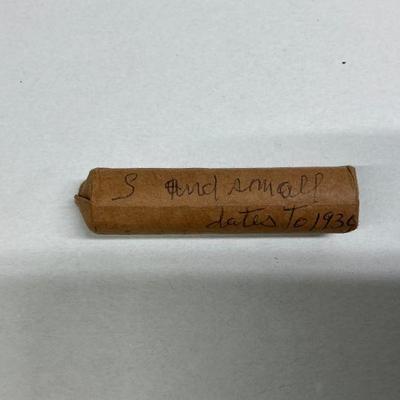 S and small
dates To 1930